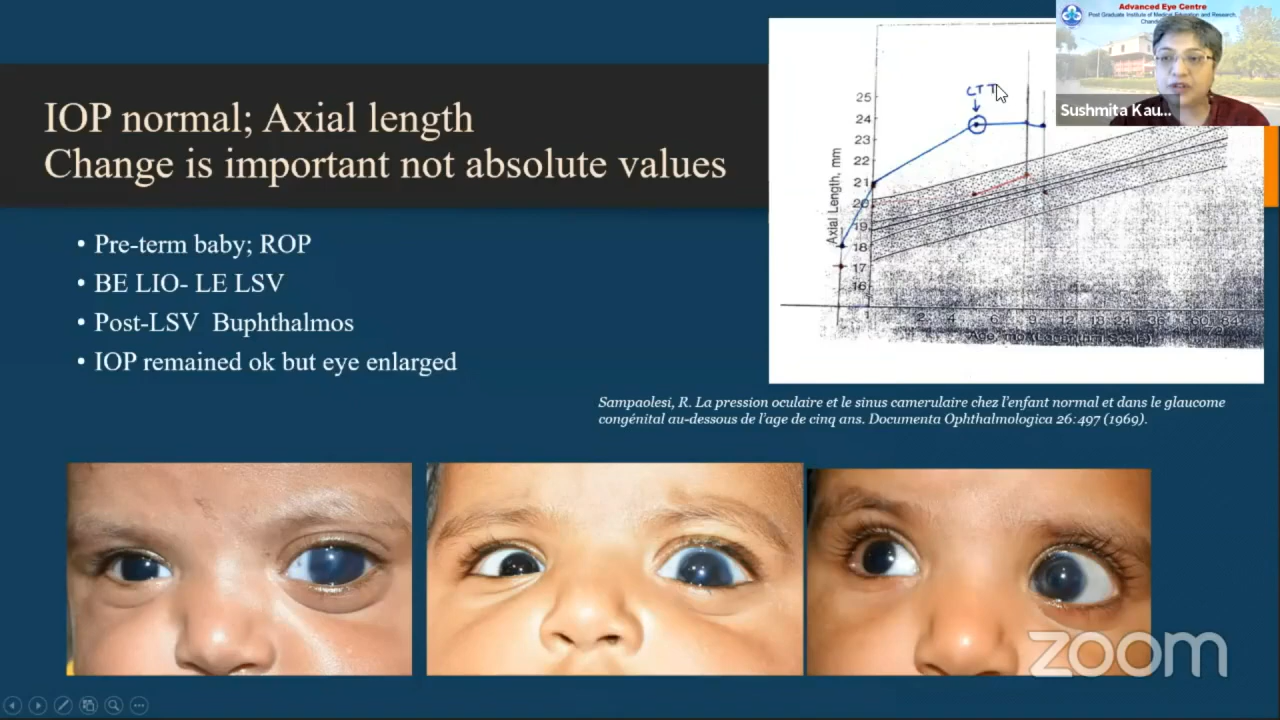 IOP normal; Axial length
Change is important not absolute values
• Pre-term baby; ROP
• BE LIO- LE LSV
• Post-LSV Buphthalmos
• IOP remained ok but eye enlarged
CTT
25
24
23
22
21
20
19
18
17
16
Axial Length, mm
Sampaolesi, R. La pression oculaire et le sinus camerulaire chez l'enfant normal et dans le glaucome
congénital au-dessous de l'age de cinq ans. Documenta Ophthalmologica 26:497 (1969).
Advanced Eye Centre
Post Graduate Institute of Medical Education and Research,
Sushmita Kau...
zoom